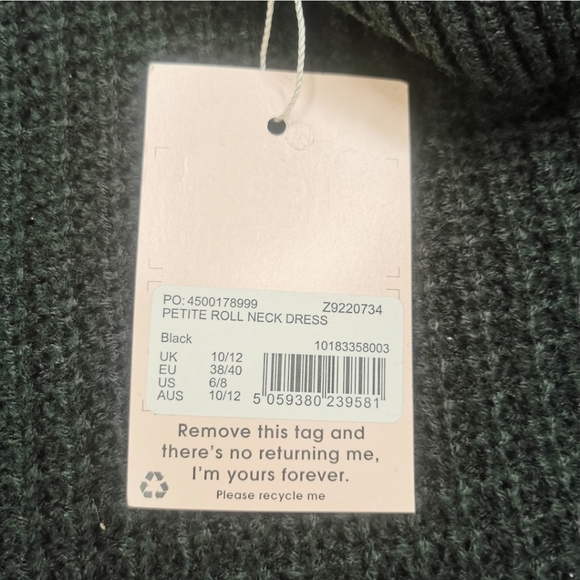 PO: 4500178999 Z9220734
PETITE ROLL NECK DRESS
Black 10183358003
UK 10/12
EU 38/40
US 6/8
AUS 10/12
5 059380 239581
Remove this tag and
there's no returning me,
I'm yours forever.
Please recycle me